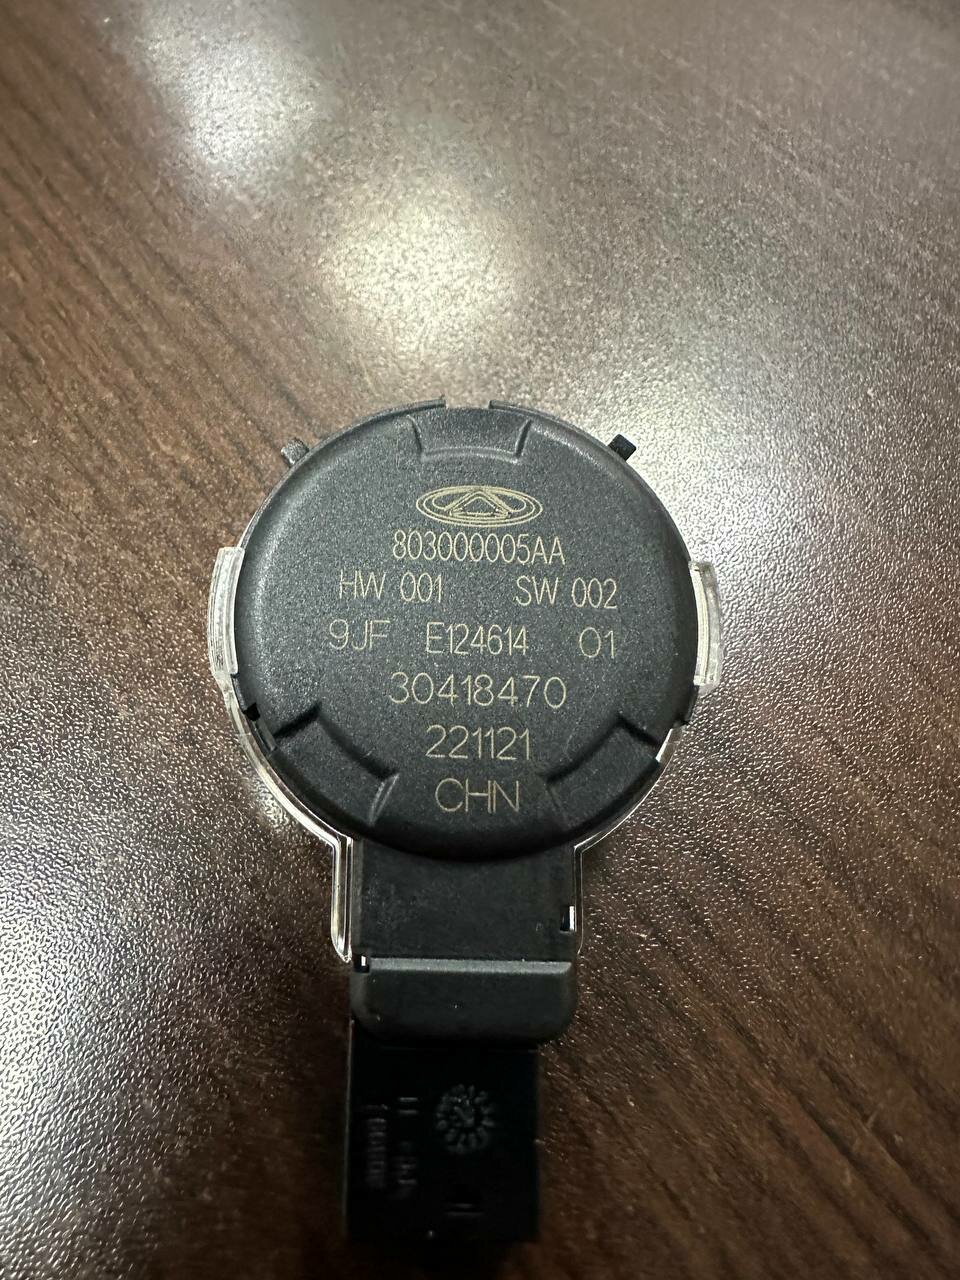 803000005AA
HW 001 SW 002
9JF E124614 01
30418470
221121
CHN